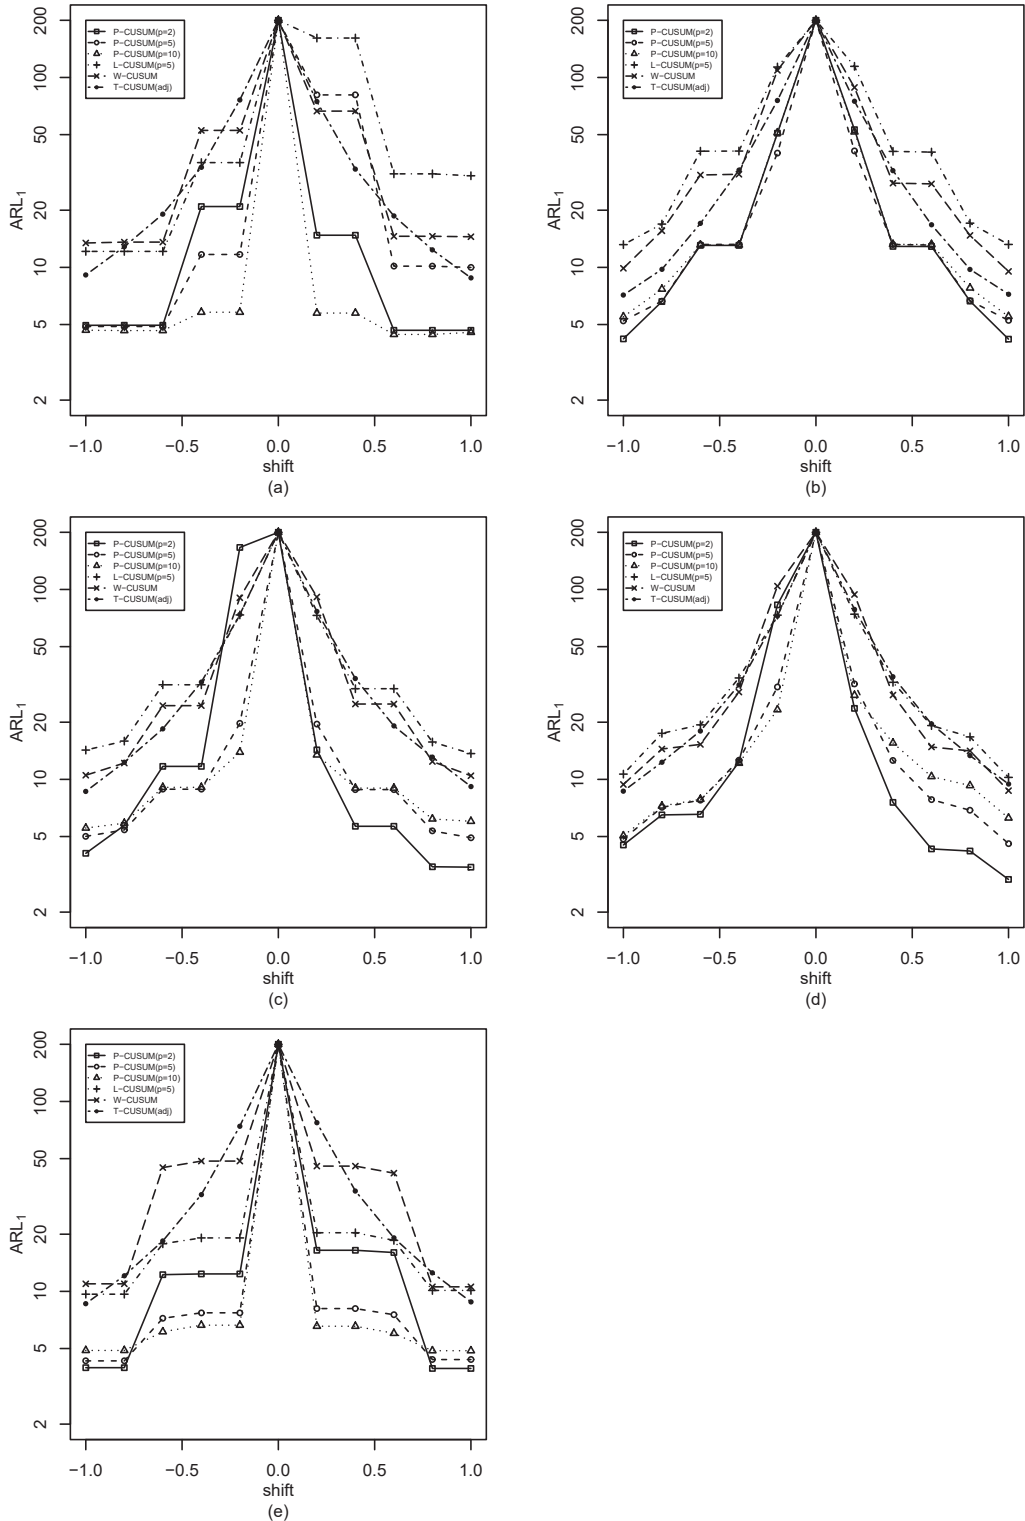 200
100
50
20
10
5
2
ARL1
P−CUSUM(p=2)
P−CUSUM(p=5)
P−CUSUM(p=10)
L−CUSUM(p=5)
W−CUSUM
T−CUSUM(adj)
−1.0 −0.5 0.0 0.5 1.0
shift
(a)
200
100
50
20
10
5
2
ARL1
P−CUSUM(p=2)
P−CUSUM(p=5)
P−CUSUM(p=10)
L−CUSUM(p=5)
W−CUSUM
T−CUSUM(adj)
−1.0 −0.5 0.0 0.5 1.0
shift
(b)
200
100
50
20
10
5
2
ARL1
P−CUSUM(p=2)
P−CUSUM(p=5)
P−CUSUM(p=10)
L−CUSUM(p=5)
W−CUSUM
T−CUSUM(adj)
−1.0 −0.5 0.0 0.5 1.0
shift
(c)
200
100
50
20
10
5
2
ARL1
P−CUSUM(p=2)
P−CUSUM(p=5)
P−CUSUM(p=10)
L−CUSUM(p=5)
W−CUSUM
T−CUSUM(adj)
−1.0 −0.5 0.0 0.5 1.0
shift
(d)
200
100
50
20
10
5
2
ARL1
P−CUSUM(p=2)
P−CUSUM(p=5)
P−CUSUM(p=10)
L−CUSUM(p=5)
W−CUSUM
T−CUSUM(adj)
−1.0 −0.5 0.0 0.5 1.0
shift
(e)